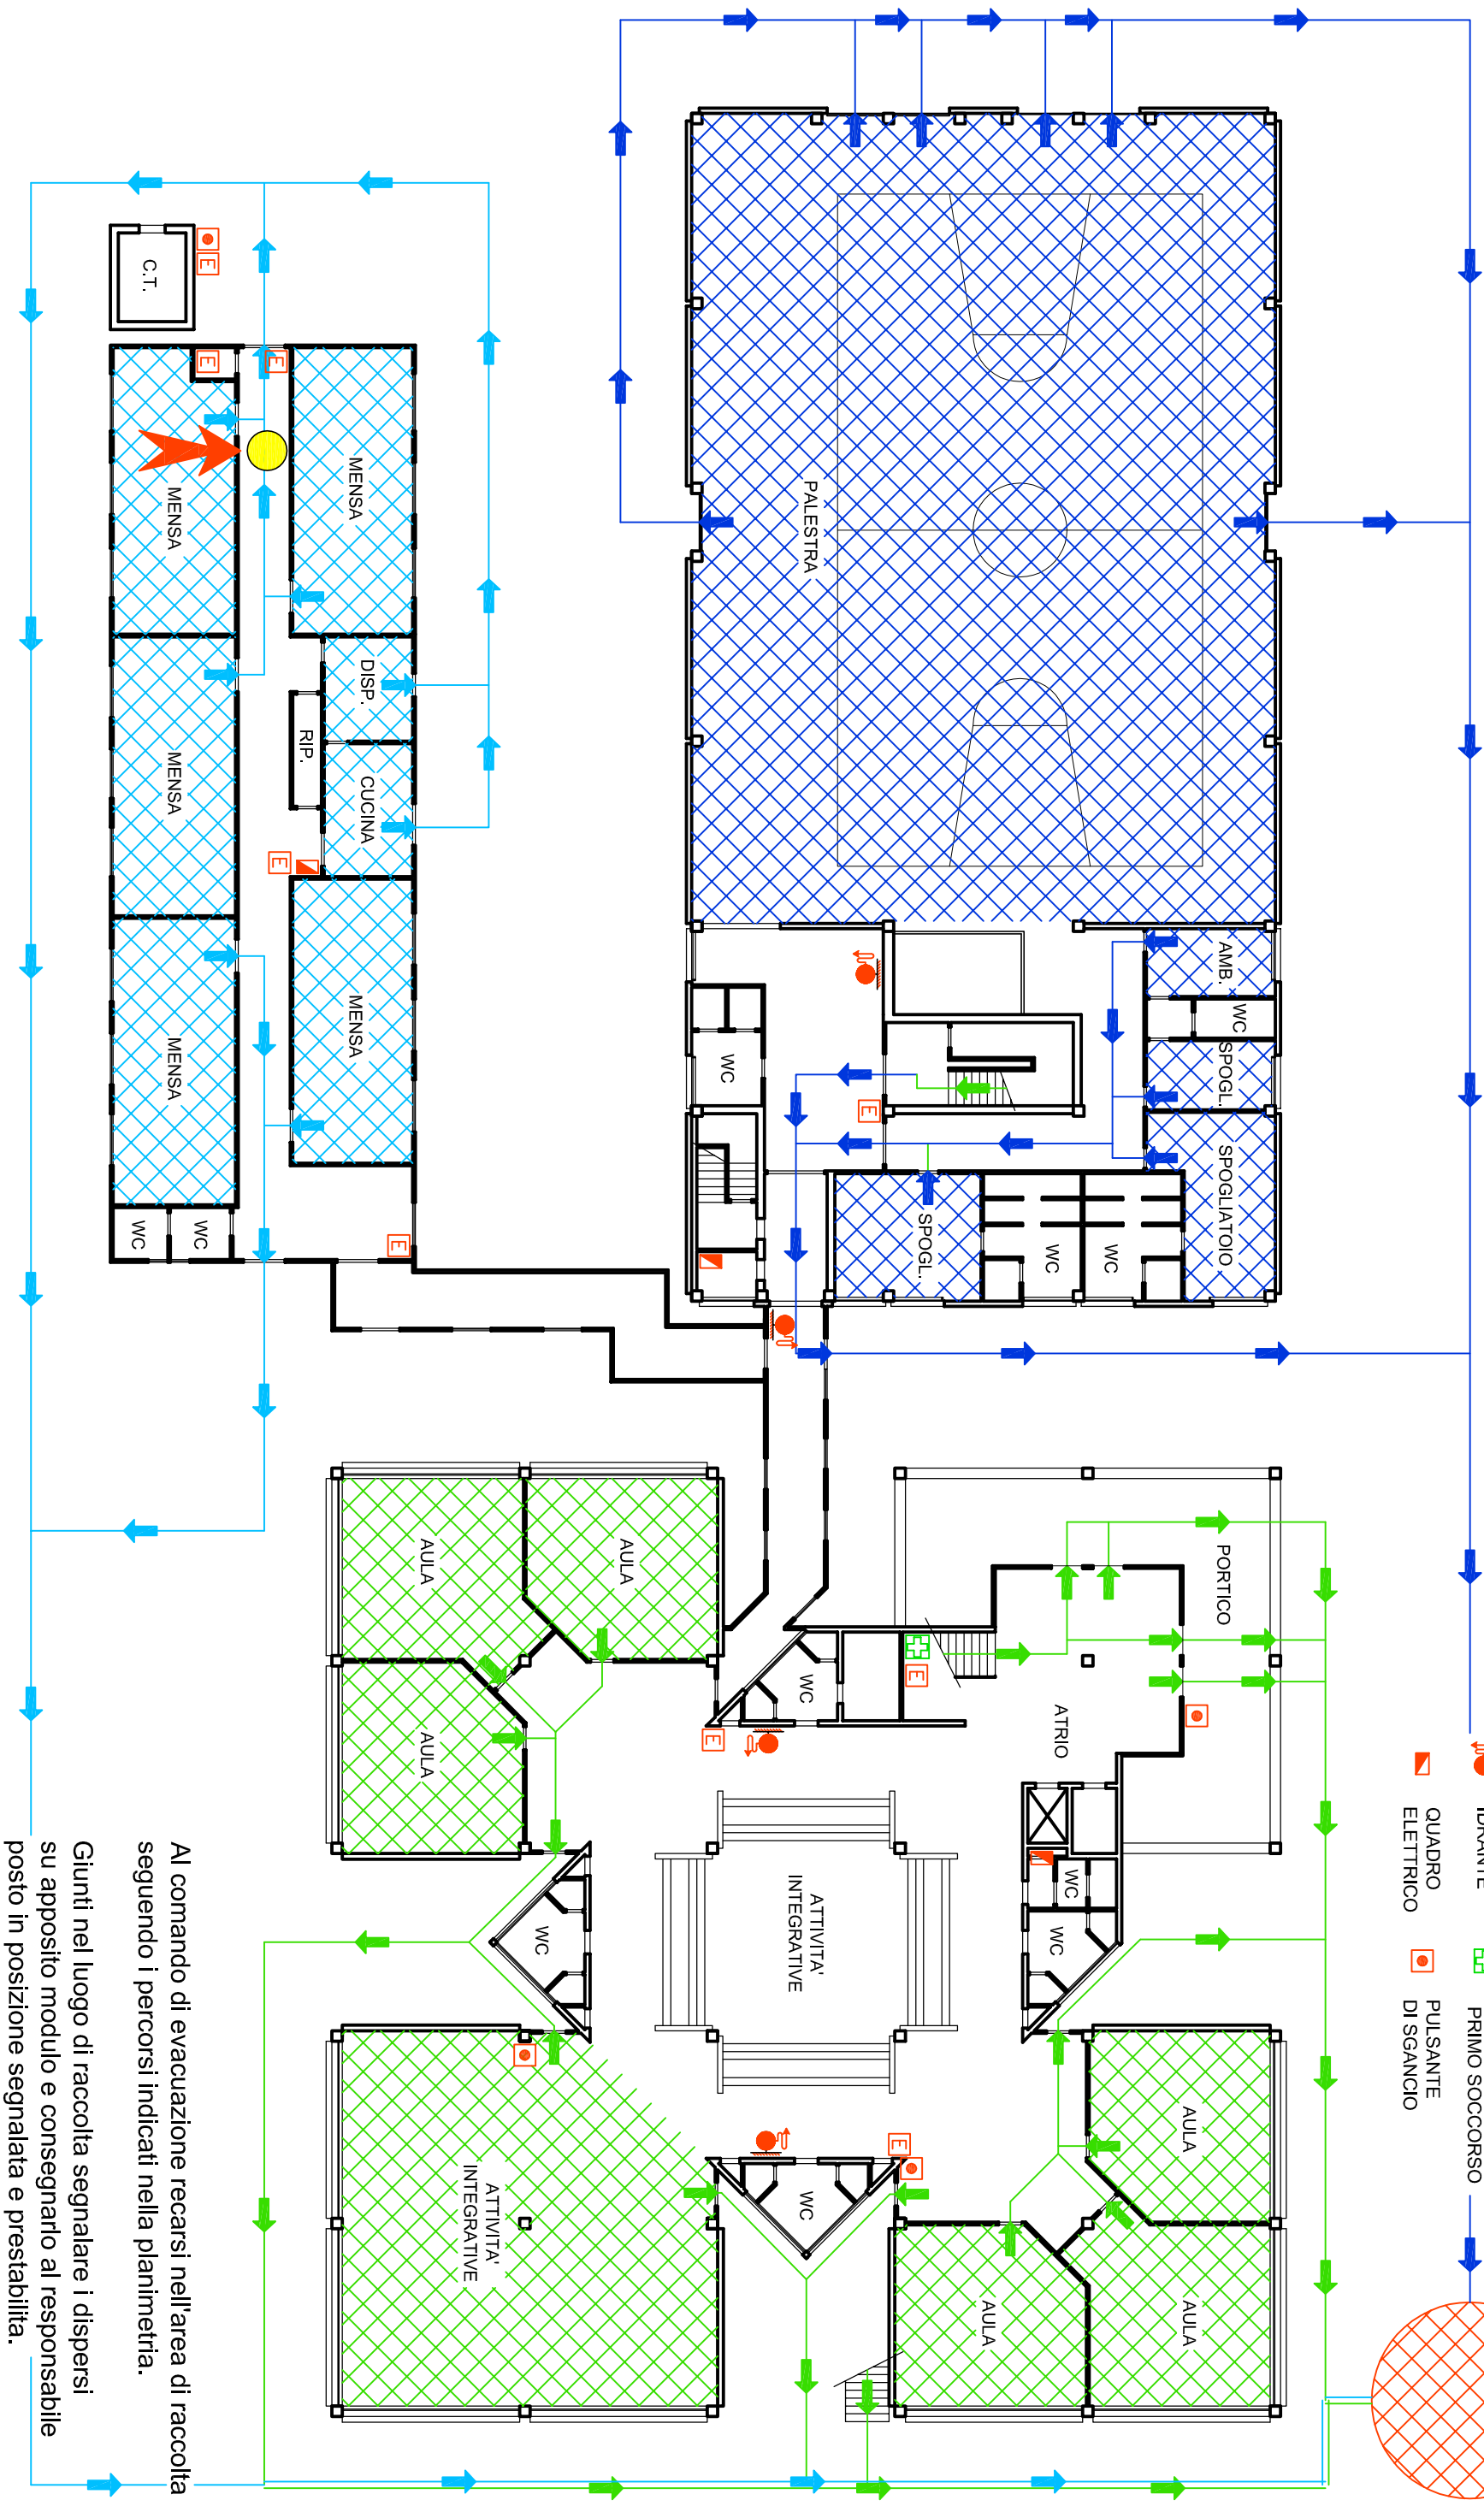 IDRANTE
PRIMO SOCCORSO
QUADRO
ELETTRICO
PULSANTE
DI SGANCIO
AMB.
WC
SPOGL.
SPOGLIATOIO
PORTICO
AULA
AULA
WC
WC
ATRIO
WC
WC
AULA
SPOGL.
PALESTRA
WC
WC
ATTIVITA'
INTEGRATIVE
WC
E
E
E
E
AULA
WC
ATTIVITA'
INTEGRATIVE
AULA
AULA
MENSA
DISP.
CUCINA
MENSA
E
RIP.
E
E
E
E
C.T.
MENSA
MENSA
MENSA
WC
WC
Al comando di evacuazione recarsi nell'area di raccolta
seguendo i percorsi indicati nella planimetria.
Giunti nel luogo di raccolta segnalare i dispersi
su apposito modulo e consegnarlo al responsabile
posto in posizione segnalata e prestabilita.